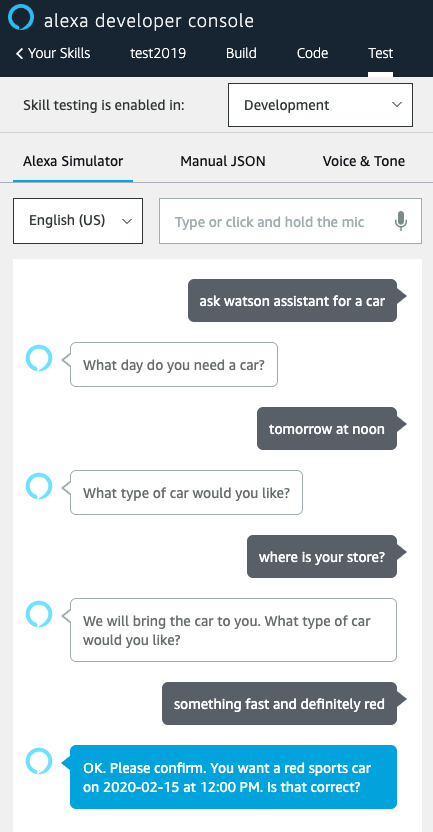 alexa developer console
Your Skills test2019 Build Code Test
Skill testing is enabled in: Development
Alexa Simulator Manual JSON Voice & Tone
English (US) Type or click and hold the mic
ask watson assistant for a car
What day do you need a car?
tomorrow at noon
What type of car would you like?
where is your store?
We will bring the car to you. What type of car
would you like?
something fast and definitely red
OK. Please confirm. You want a red sports car
on 2020-02-15 at 12:00 PM. Is that correct?